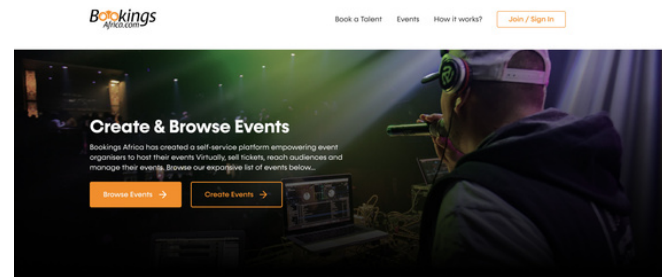 Bookings
Africa.com
Book a Talent
Events
How it works?
Join / Sign In
Create & Browse Events
Bookings Africa has created a self-service platform empowering event
organisers to host their events Virtually, sell tickets, reach audiences and
manage their events. Browse our expansive list of events below...
Browse Events →
Create Events →